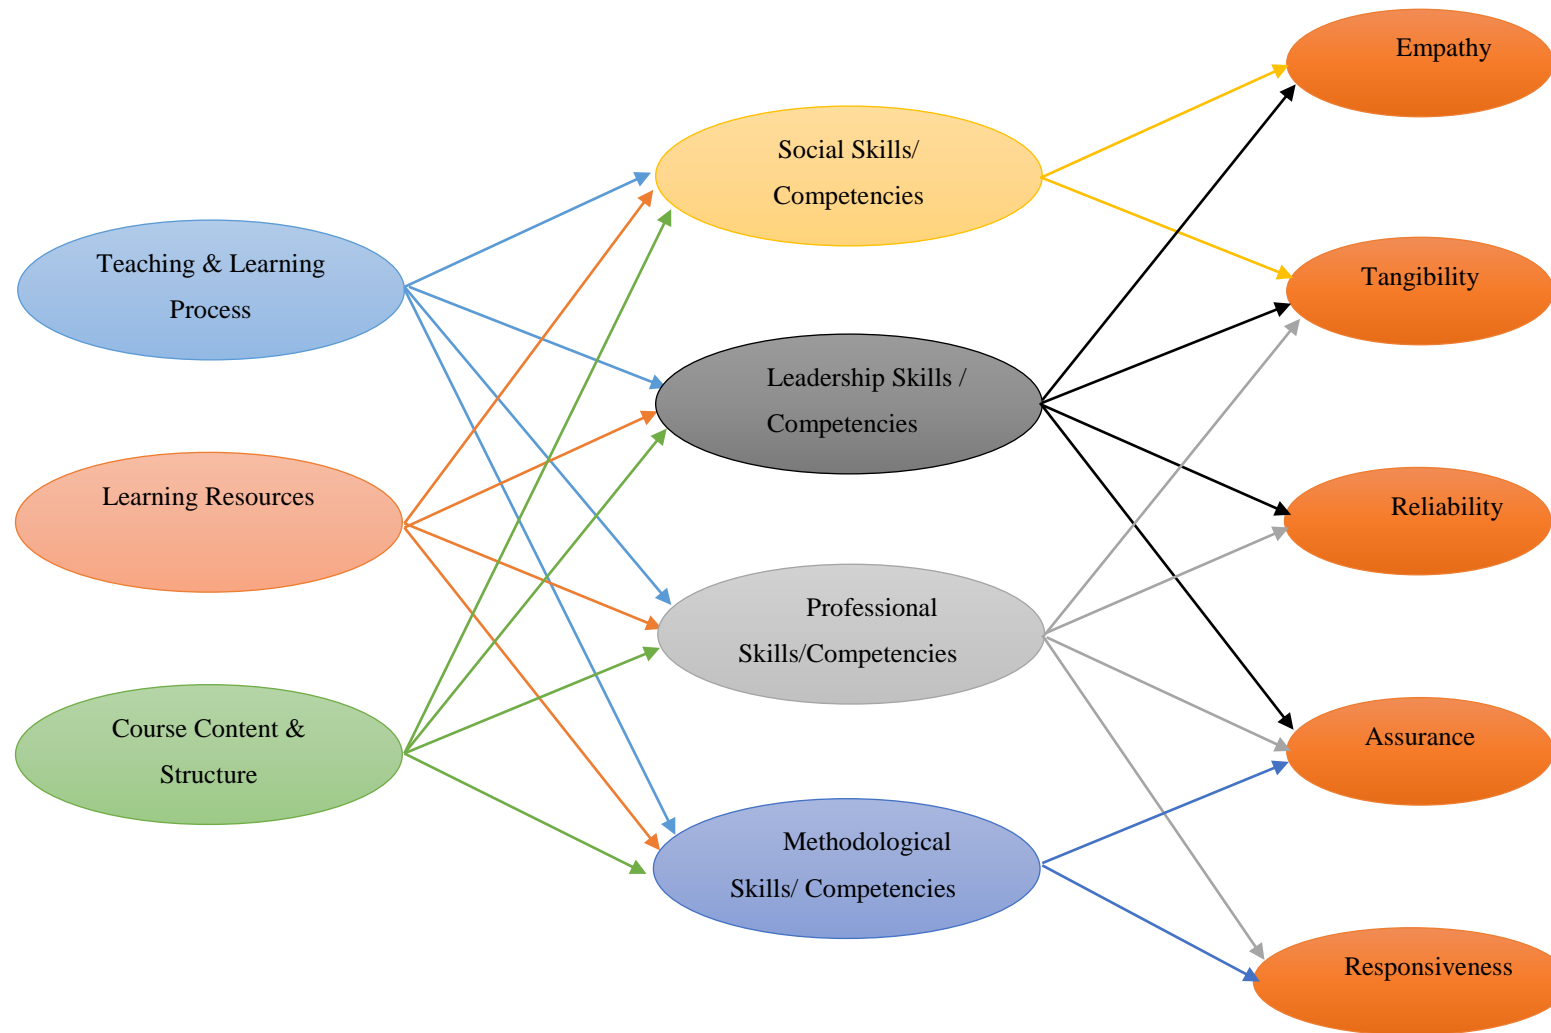 Teaching & Learning
Process
Learning Resources
Course Content &
Structure
Social Skills/
Competencies
Leadership Skills /
Competencies
Professional
Skills/Competencies
Methodological
Skills/ Competencies
Empathy
Tangibility
Reliability
Assurance
Responsiveness